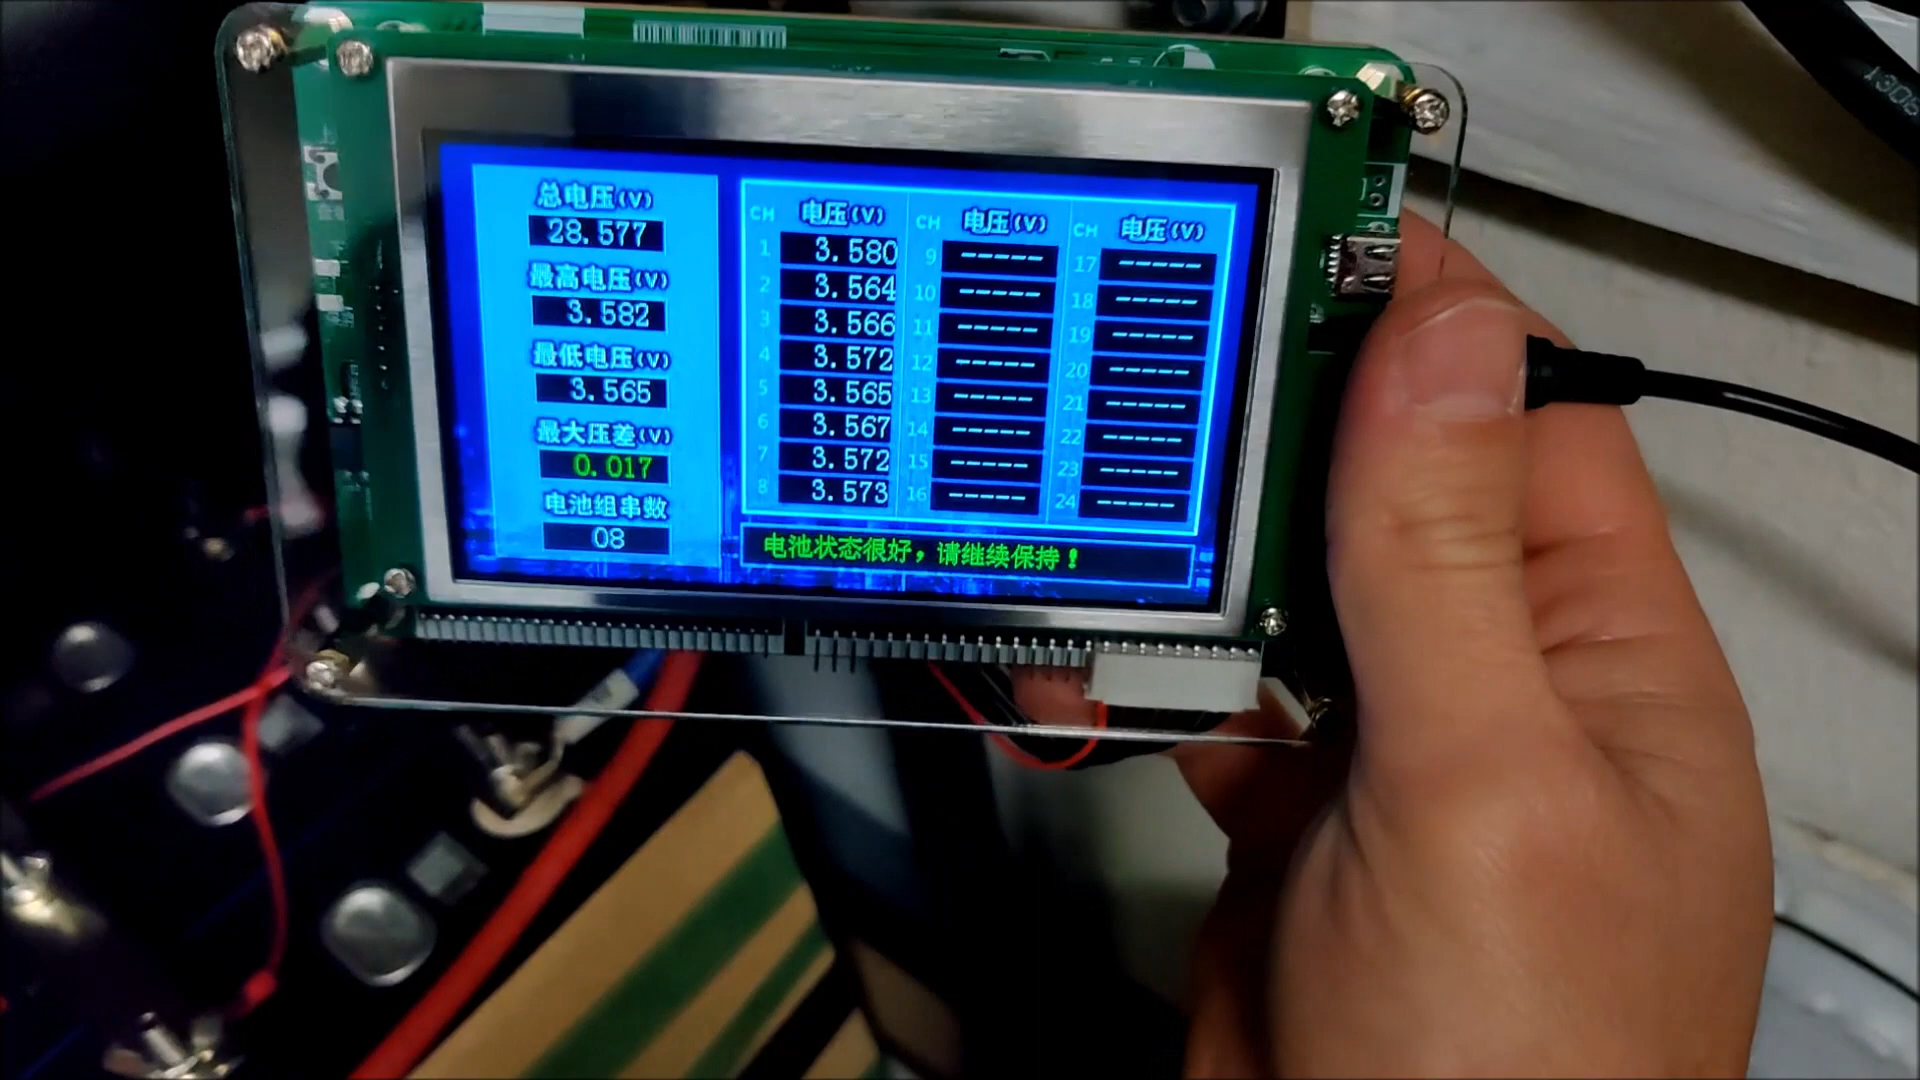 总电压(V)
28.577
最高电压(V)
3.582
最低电压(V)
3.565
最大压差(V)
0.017
电池组串数
08
CH 电压(V) CH 电压(V) CH 电压(V)
1 3.580 9 ----- 17 -----
2 3.564 10 ----- 18 -----
3 3.566 11 ----- 19 -----
4 3.572 12 ----- 20 -----
5 3.565 13 ----- 21 -----
6 3.567 14 ----- 22 -----
7 3.572 15 ----- 23 -----
8 3.573 16 ----- 24 -----
电池状态很好，请继续保持！